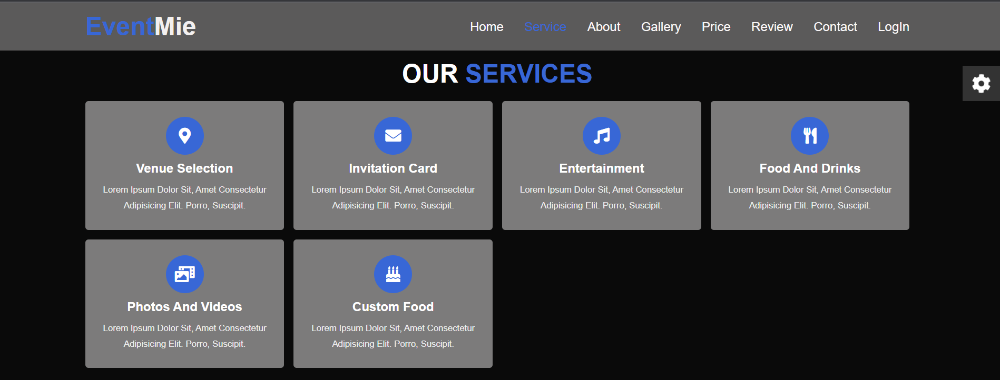 EventMie
Home Service About Gallery Price Review Contact LogIn
OUR SERVICES
Venue Selection
Lorem Ipsum Dolor Sit, Amet Consectetur
Adipisicing Elit. Porro, Suscipit.
Invitation Card
Lorem Ipsum Dolor Sit, Amet Consectetur
Adipisicing Elit. Porro, Suscipit.
Entertainment
Lorem Ipsum Dolor Sit, Amet Consectetur
Adipisicing Elit. Porro, Suscipit.
Food And Drinks
Lorem Ipsum Dolor Sit, Amet Consectetur
Adipisicing Elit. Porro, Suscipit.
Photos And Videos
Lorem Ipsum Dolor Sit, Amet Consectetur
Adipisicing Elit. Porro, Suscipit.
Custom Food
Lorem Ipsum Dolor Sit, Amet Consectetur
Adipisicing Elit. Porro, Suscipit.